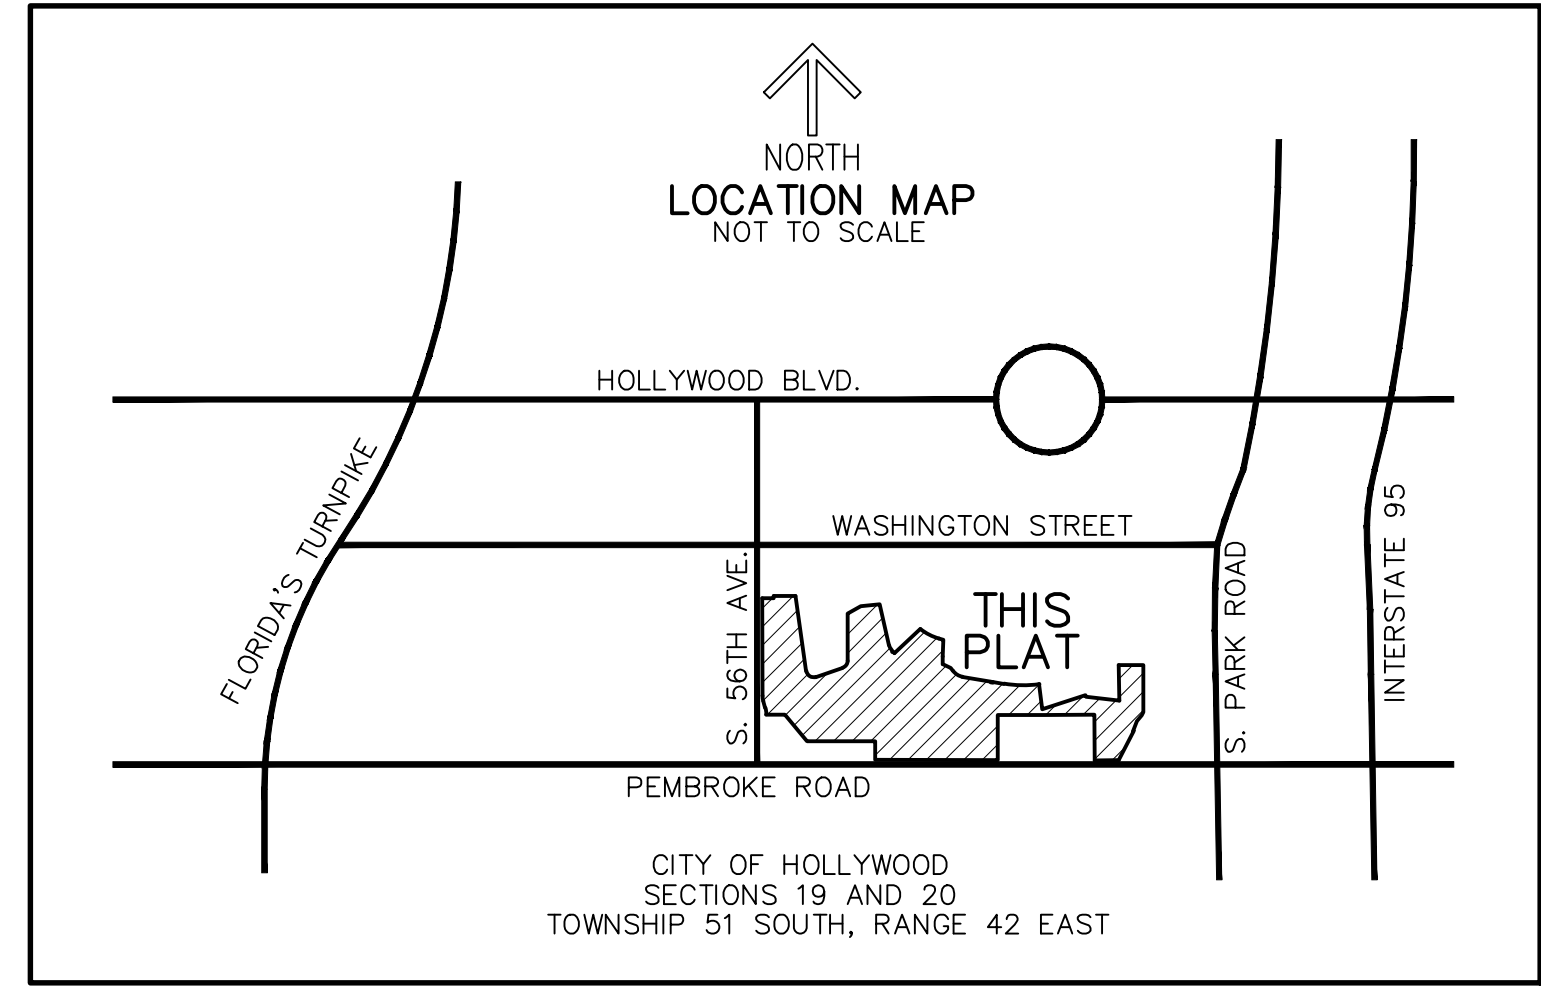 NORTH
LOCATION MAP
NOT TO SCALE
HOLLYWOOD BLVD.
FLORIDA'S TURNPIKE
WASHINGTON STREET
S. 56TH AVE.
THIS
PLAT
S. PARK ROAD
INTERSTATE 95
PEMBROKE ROAD
CITY OF HOLLYWOOD
SECTIONS 19 AND 20
TOWNSHIP 51 SOUTH, RANGE 42 EAST